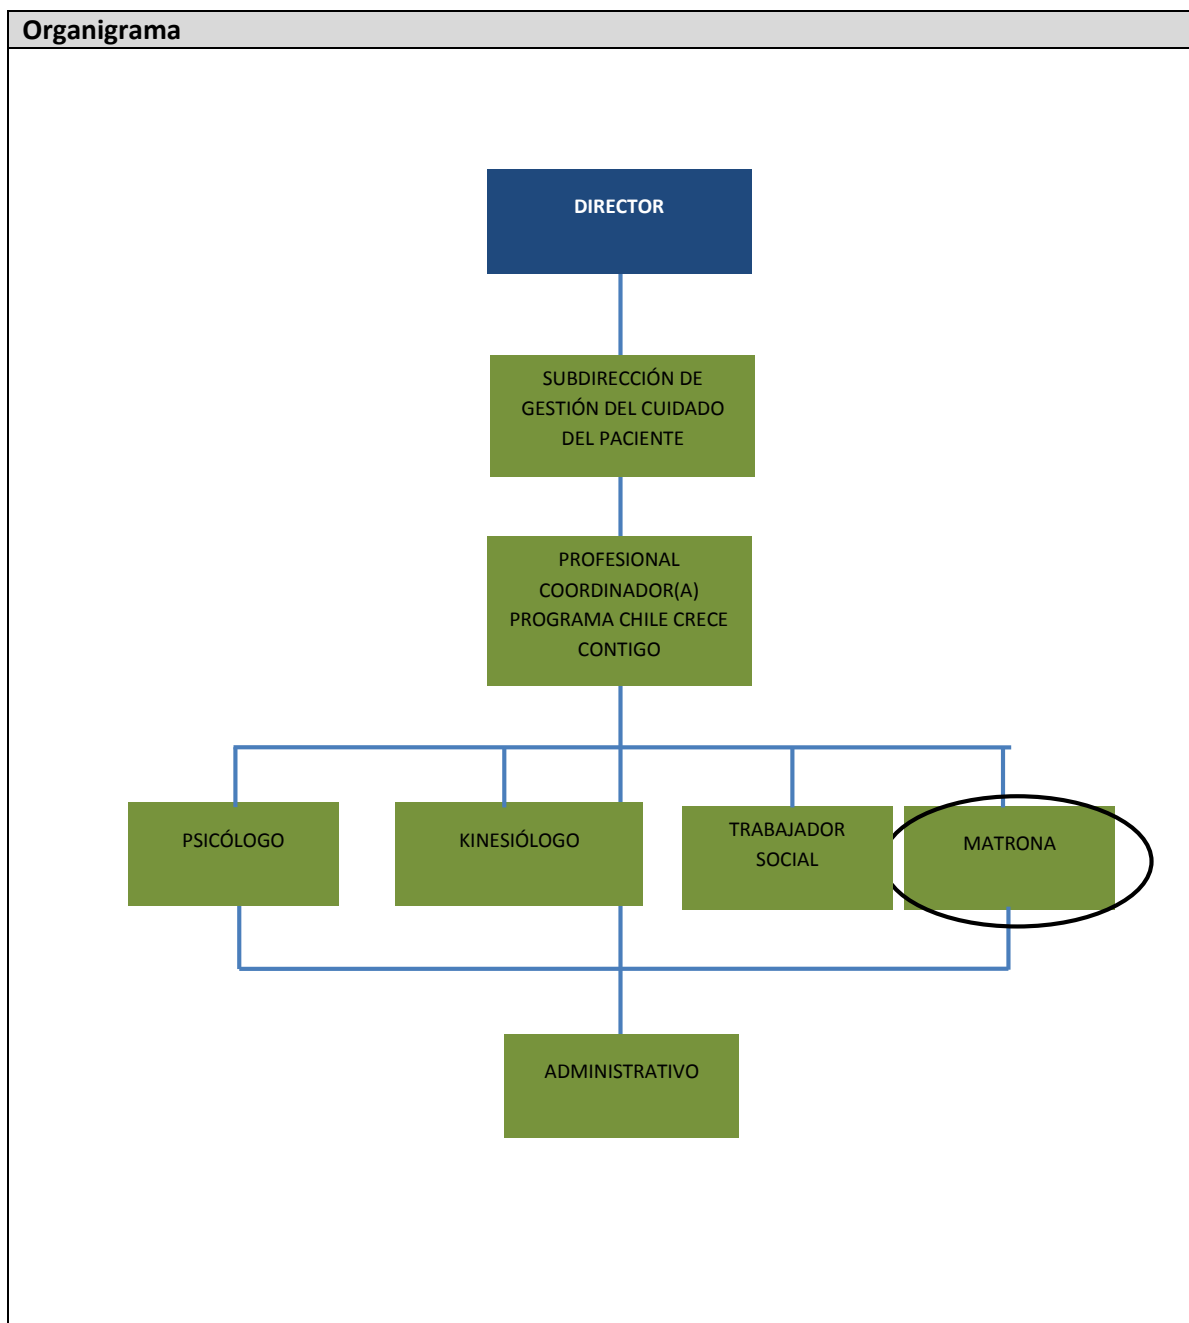 Organigrama
DIRECTOR
SUBDIRECCIÓN DE
GESTIÓN DEL CUIDADO
DEL PACIENTE
PROFESIONAL
COORDINADOR(A)
PROGRAMA CHILE CRECE
CONTIGO
PSICÓLOGO
KINESIÓLOGO
TRABAJADOR
SOCIAL
MATRONA
ADMINISTRATIVO